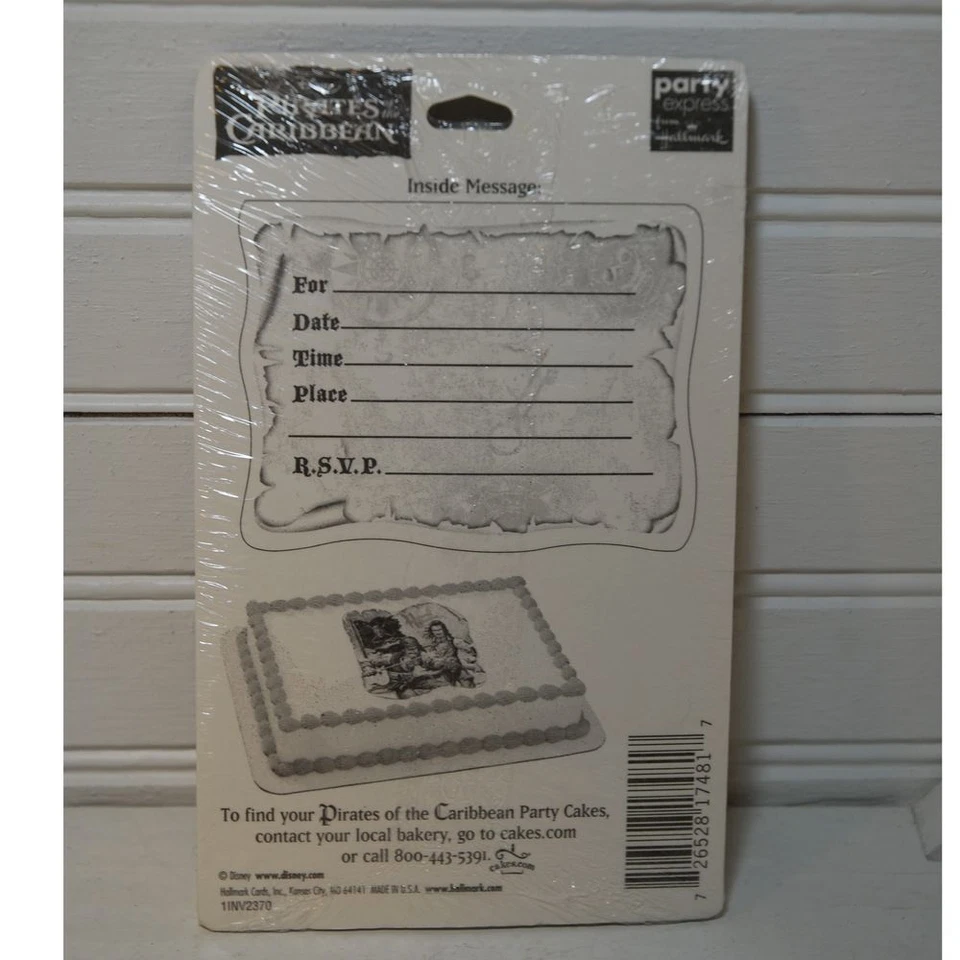 PIRATES of the
CARIBBEAN
party
express
from
Hallmark
Inside Message:
For
Date
Time
Place
R.S.V.P.
To find your Pirates of the Caribbean Party Cakes,
contact your local bakery, go to cakes.com
or call 800-443-5391.
cakes.com
© Disney www.disney.com
Hallmark Cards, Inc., Kansas City, MO 64141 MADE IN U.S.A. www.hallmark.com
1INV2370
7 26528 17481 7